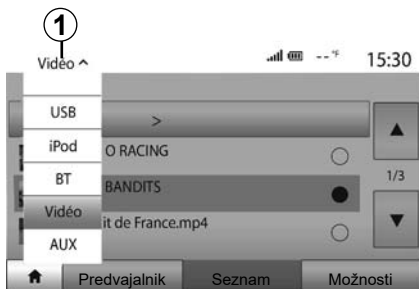 1
Vidéo ^
-- °F
15:30
USB
iPod
BT
Vidéo
AUX
>
O RACING
BANDITS
it de France.mp4
1/3
Predvajalnik
Seznam
Možnosti